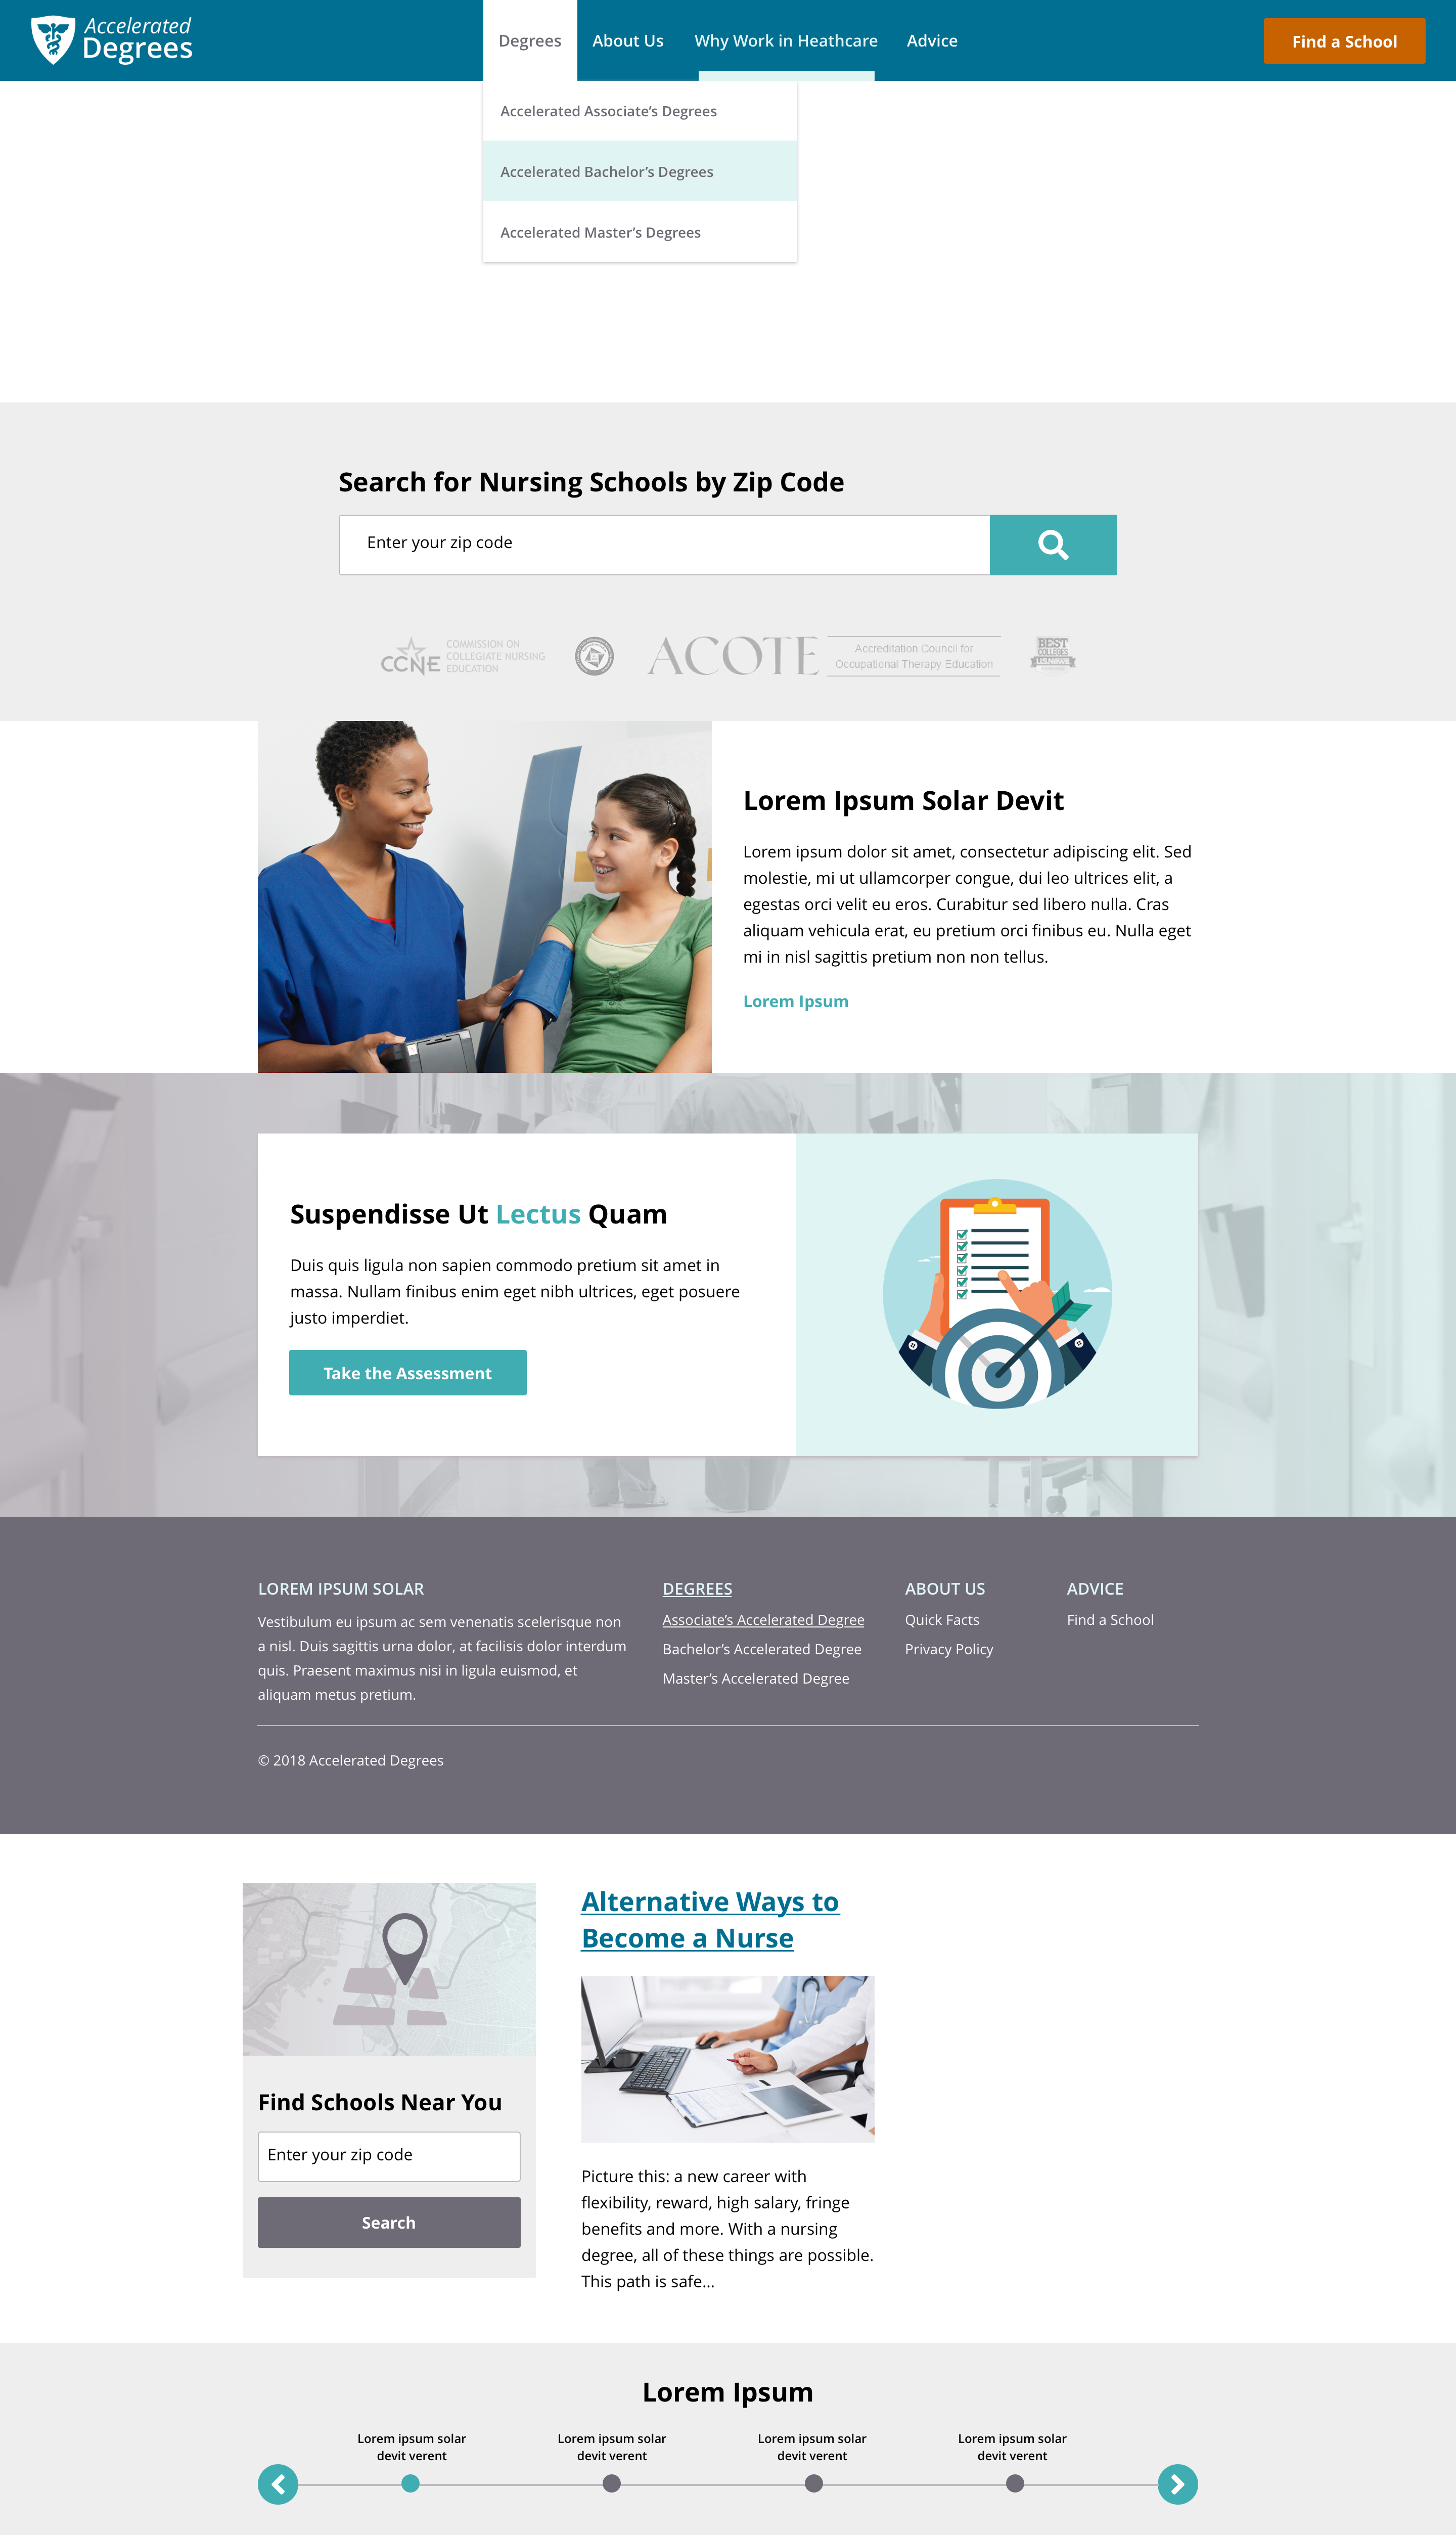 Accelerated
Degrees
Degrees
About Us
Why Work in Heathcare
Advice
Find a School
Accelerated Associate’s Degrees
Accelerated Bachelor’s Degrees
Accelerated Master’s Degrees
Search for Nursing Schools by Zip Code
Enter your zip code
CCNE
COMMISSION ON
COLLEGIATE NURSING
EDUCATION
ACOTE
Accreditation Council for
Occupational Therapy Education
BEST
COLLEGES
U.S.NEWS
Lorem Ipsum Solar Devit
Lorem ipsum dolor sit amet, consectetur adipiscing elit. Sed
molestie, mi ut ullamcorper congue, dui leo ultrices elit, a
egestas orci velit eu eros. Curabitur sed libero nulla. Cras
aliquam vehicula erat, eu pretium orci finibus eu. Nulla eget
mi in nisl sagittis pretium non non tellus.
Lorem Ipsum
Suspendisse Ut Lectus Quam
Duis quis ligula non sapien commodo pretium sit amet in
massa. Nullam finibus enim eget nibh ultrices, eget posuere
justo imperdiet.
Take the Assessment
LOREM IPSUM SOLAR
Vestibulum eu ipsum ac sem venenatis scelerisque non
a nisl. Duis sagittis urna dolor, at facilisis dolor interdum
quis. Praesent maximus nisi in ligula euismod, et
aliquam metus pretium.
DEGREES
Associate’s Accelerated Degree
Bachelor’s Accelerated Degree
Master’s Accelerated Degree
ABOUT US
Quick Facts
Privacy Policy
ADVICE
Find a School
© 2018 Accelerated Degrees
Find Schools Near You
Enter your zip code
Search
Alternative Ways to
Become a Nurse
Picture this: a new career with
flexibility, reward, high salary, fringe
benefits and more. With a nursing
degree, all of these things are possible.
This path is safe...
Lorem Ipsum
Lorem ipsum solar
devit verent
Lorem ipsum solar
devit verent
Lorem ipsum solar
devit verent
Lorem ipsum solar
devit verent